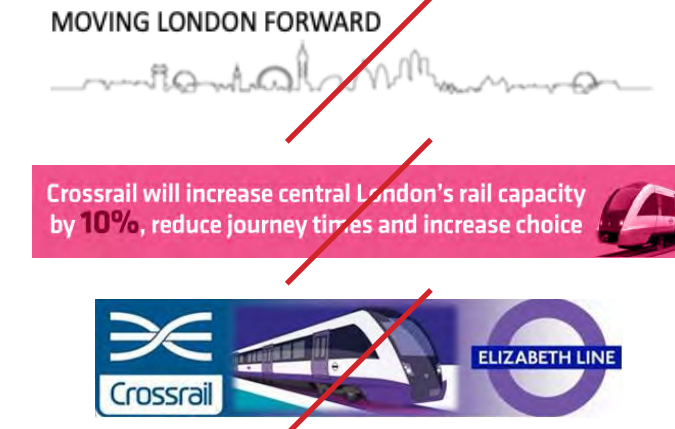 MOVING LONDON FORWARD
Crossrail will increase central London's rail capacity
by 10%, reduce journey times and increase choice
Crossrail
ELIZABETH LINE